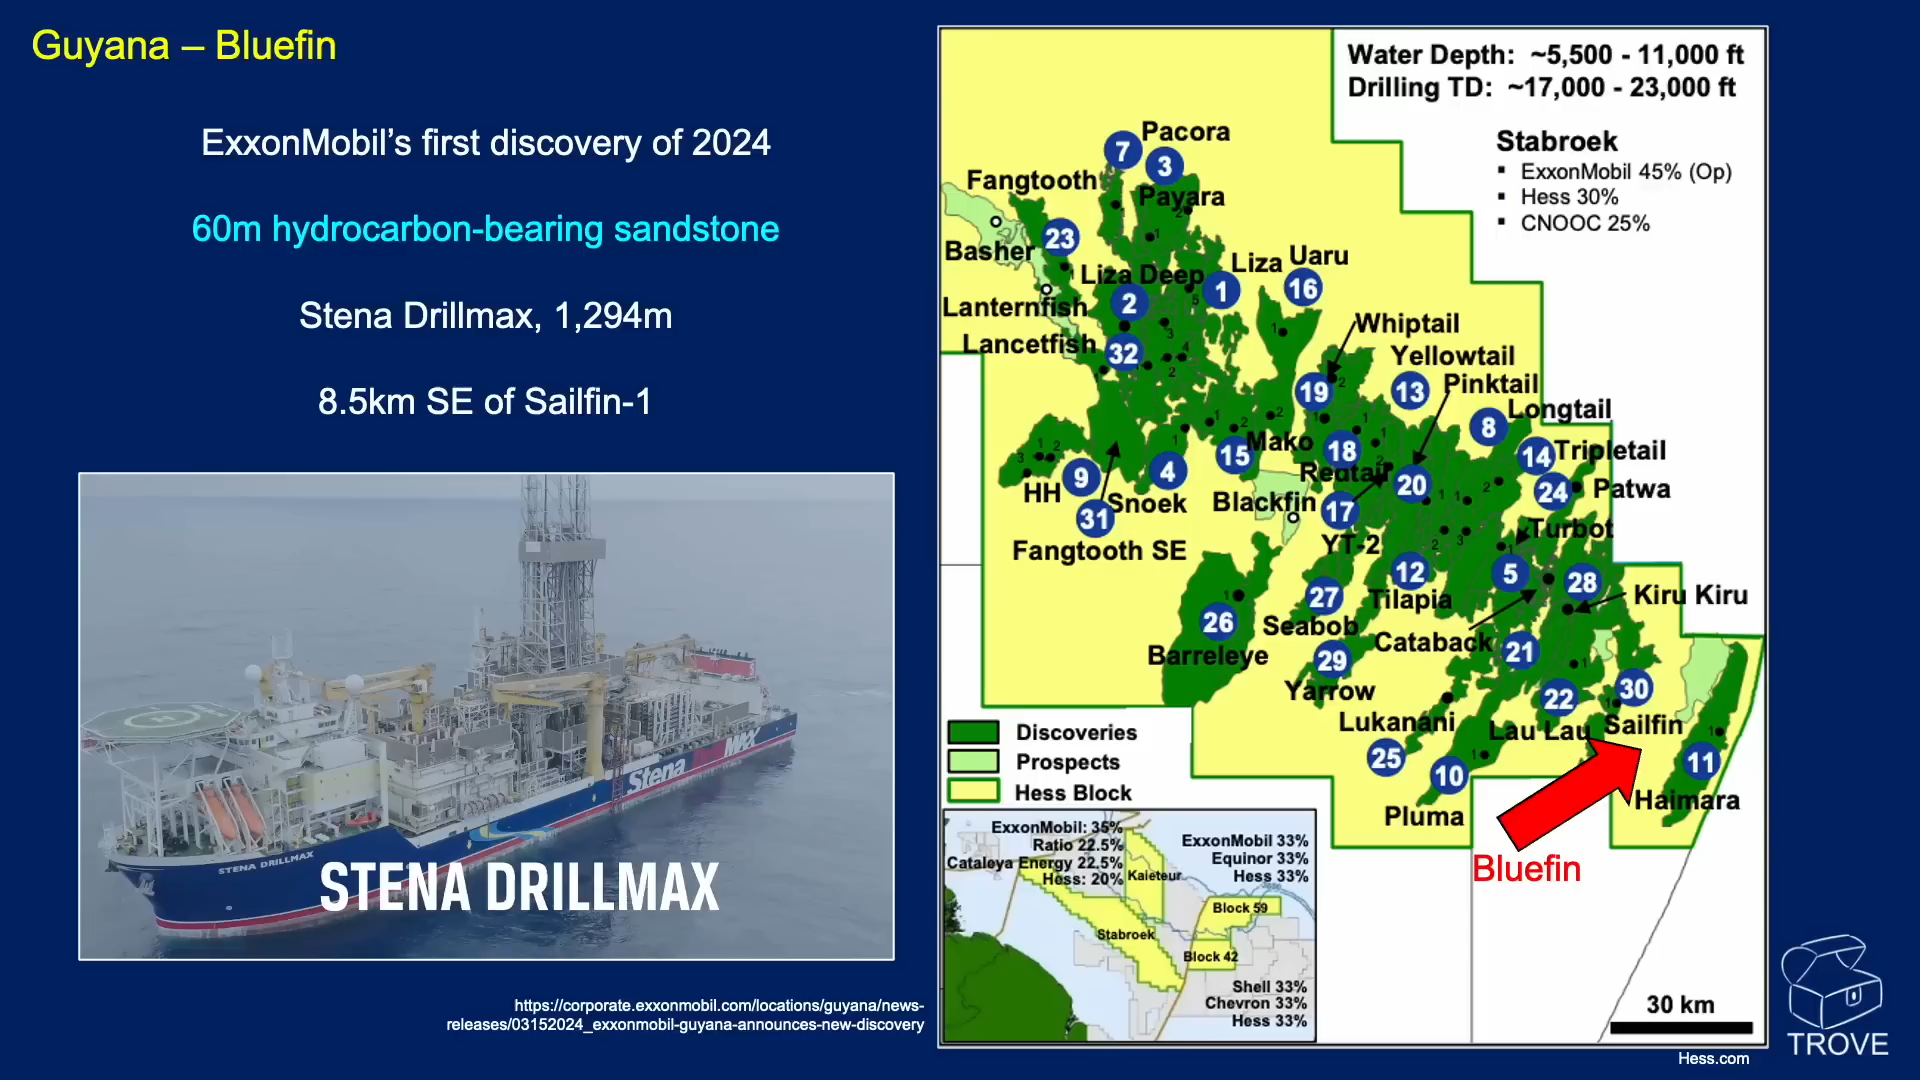 Guyana – Bluefin
ExxonMobil’s first discovery of 2024
60m hydrocarbon-bearing sandstone
Stena Drillmax, 1,294m
8.5km SE of Sailfin-1
Stena
MAX
STENA DRILLMAX
STENA DRILLMAX
https://corporate.exxonmobil.com/locations/guyana/news-
releases/03152024_exxonmobil-guyana-announces-new-discovery
Water Depth: ~5,500 - 11,000 ft
Drilling TD: ~17,000 - 23,000 ft
Stabroek
▪ ExxonMobil 45% (Op)
▪ Hess 30%
▪ CNOOC 25%
Pacora
7
3
Fangtooth
Payara
23
Basher
Liza Deep
Liza
Uaru
1
16
2
Lanternfish
Whiptail
Lancetfish
32
Yellowtail
19
13
Pinktail
Longtail
8
Mako
15
18
14
Tripletail
Redtail
4
9
20
24
Patwa
HH
Snoek
Blackfin
17
31
Turbot
Fangtooth SE
YT-2
12
5
28
Tilapia
Kiru Kiru
27
26
Seabob
Cataback
21
Barreleye
29
Yarrow
22
30
Lukanani
Lau Lau
Sailfin
25
10
11
Pluma
Haimara
Bluefin
Discoveries
Prospects
Hess Block
ExxonMobil: 35%
Ratio 22.5%
Cataleya Energy 22.5%
Hess: 20%
Kaieteur
ExxonMobil 33%
Equinor 33%
Hess 33%
Block 59
Stabroek
Block 42
Shell 33%
Chevron 33%
Hess 33%
30 km
Hess.com
TROVE